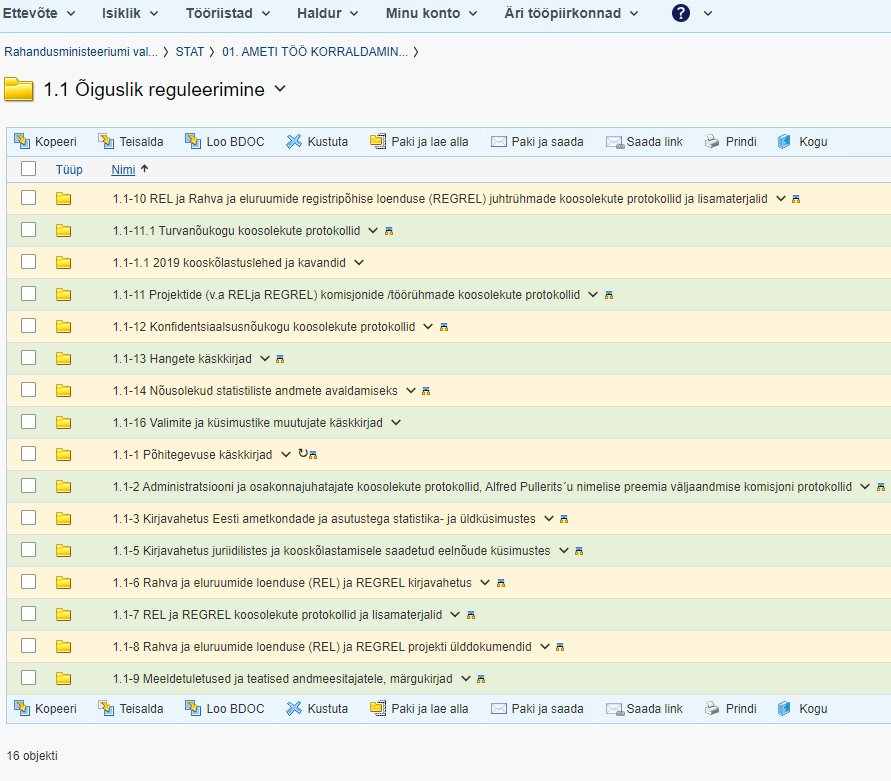 Ettevõte Isiklik Tööriistad Haldur Minu konto Äri tööpiirkonnad ?
Rahandusministeeriumi val... STAT 01. AMETI TÖÖ KORRALDAMIN...
1.1 Õiguslik reguleerimine
Kopeeri Teisalda Loo BDOC Kustuta Paki ja lae alla Paki ja saada Saada link Prindi Kogu
Tüüp Nimi
1.1-10 REL ja Rahva ja eluruumide registripõhise loenduse (REGREL) juhtrühmade koosolekute protokollid ja lisamaterjalid
1.1-11.1 Turvanõukogu koosolekute protokollid
1.1-1.1 2019 kooskõlastuslehed ja kavandid
1.1-11 Projektide (v.a RELja REGREL) komisjonide /töörühmade koosolekute protokollid
1.1-12 Konfidentsiaalsusnõukogu koosolekute protokollid
1.1-13 Hangete käskkirjad
1.1-14 Nõusolekud statistiliste andmete avaldamiseks
1.1-16 Valimite ja küsimustike muutujate käskkirjad
1.1-1 Põhitegevuse käskkirjad
1.1-2 Administratsiooni ja osakonnajuhatajate koosolekute protokollid, Alfred Pullerits´u nimelise preemia väljaandmise komisjoni protokollid
1.1-3 Kirjavahetus Eesti ametkondade ja asutustega statistika- ja üldküsimustes
1.1-5 Kirjavahetus juriidilistes ja kooskõlastamisele saadetud eelnõude küsimustes
1.1-6 Rahva ja eluruumide loenduse (REL) ja REGREL kirjavahetus
1.1-7 REL ja REGREL koosolekute protokollid ja lisamaterjalid
1.1-8 Rahva ja eluruumide loenduse (REL) ja REGREL projekti ülddokumendid
1.1-9 Meeldetuletused ja teatised andmeesitajatele, märgukirjad
Kopeeri Teisalda Loo BDOC Kustuta Paki ja lae alla Paki ja saada Saada link Prindi Kogu
16 objekti